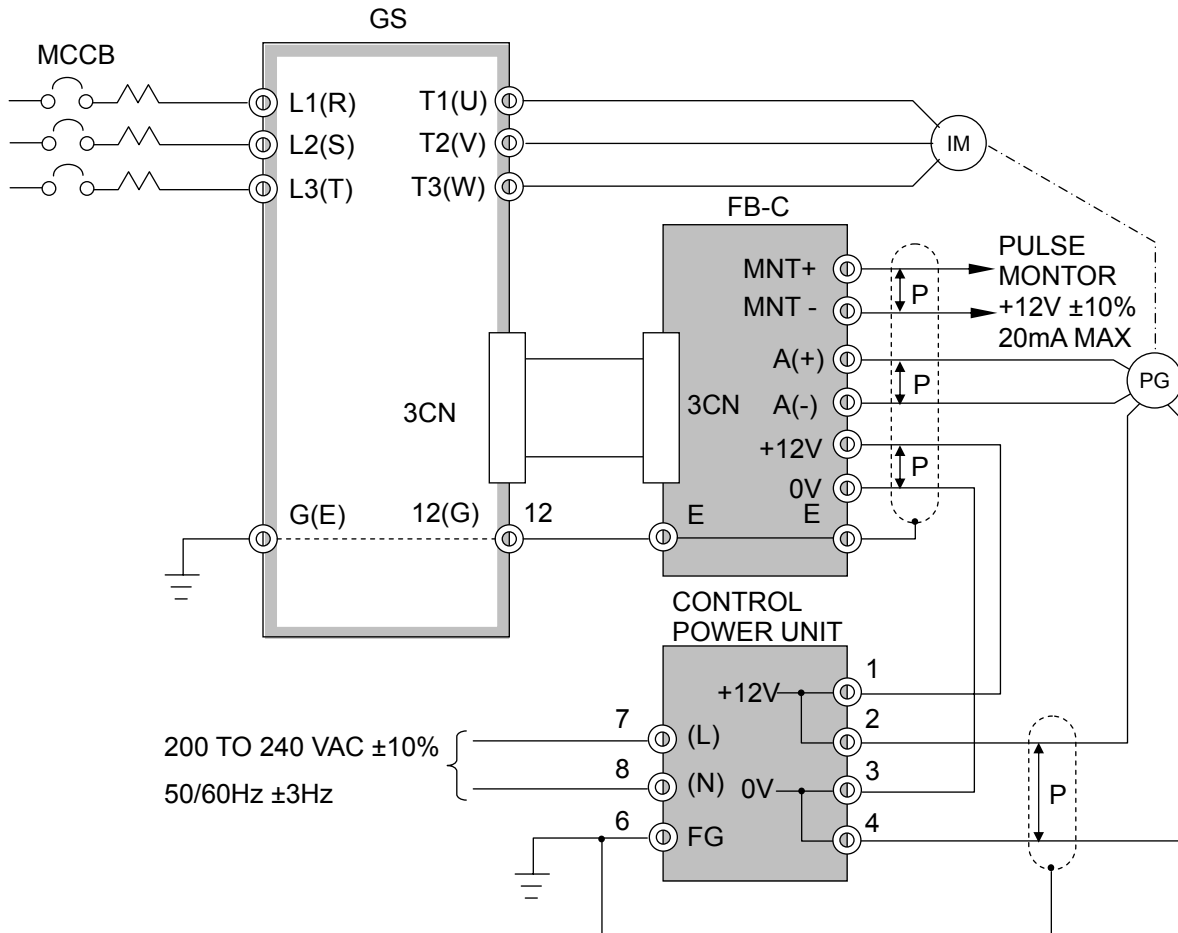 GS
MCCB
L1(R)
T1(U)
L2(S)
T2(V)
IM
L3(T)
T3(W)
FB-C
MNT+
PULSE
MONTOR
P
MNT -
+12V ±10%
20mA MAX
A(+)
P
PG
3CN
3CN
A(-)
+12V
P
0V
G(E)
12(G)
12
E
E
CONTROL
POWER UNIT
1
+12V
7
2
200 TO 240 VAC ±10%
(L)
8
3
50/60Hz ±3Hz
(N)
0V
P
6
4
FG